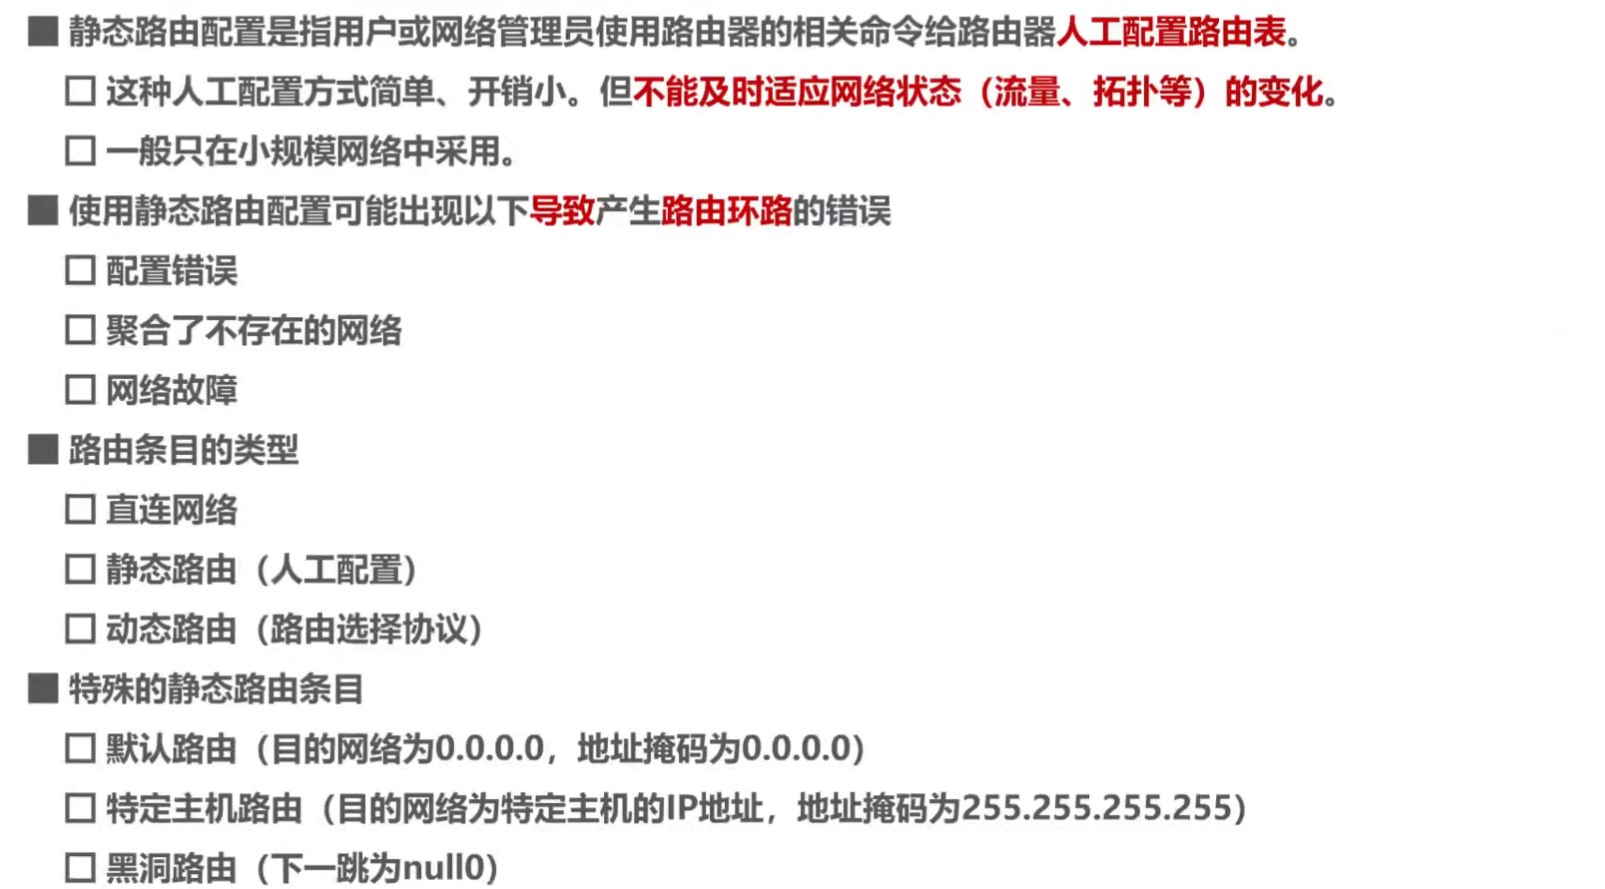 ■ 静态路由配置是指用户或网络管理员使用路由器的相关命令给路由器人工配置路由表。
□ 这种人工配置方式简单、开销小。但不能及时适应网络状态（流量、拓扑等）的变化。
□ 一般只在小规模网络中采用。
■ 使用静态路由配置可能出现以下导致产生路由环路的错误
□ 配置错误
□ 聚合了不存在的网络
□ 网络故障
■ 路由条目的类型
□ 直连网络
□ 静态路由（人工配置）
□ 动态路由（路由选择协议）
■ 特殊的静态路由条目
□ 默认路由（目的网络为0.0.0.0，地址掩码为0.0.0.0）
□ 特定主机路由（目的网络为特定主机的IP地址，地址掩码为255.255.255.255）
□ 黑洞路由（下一跳为null0）